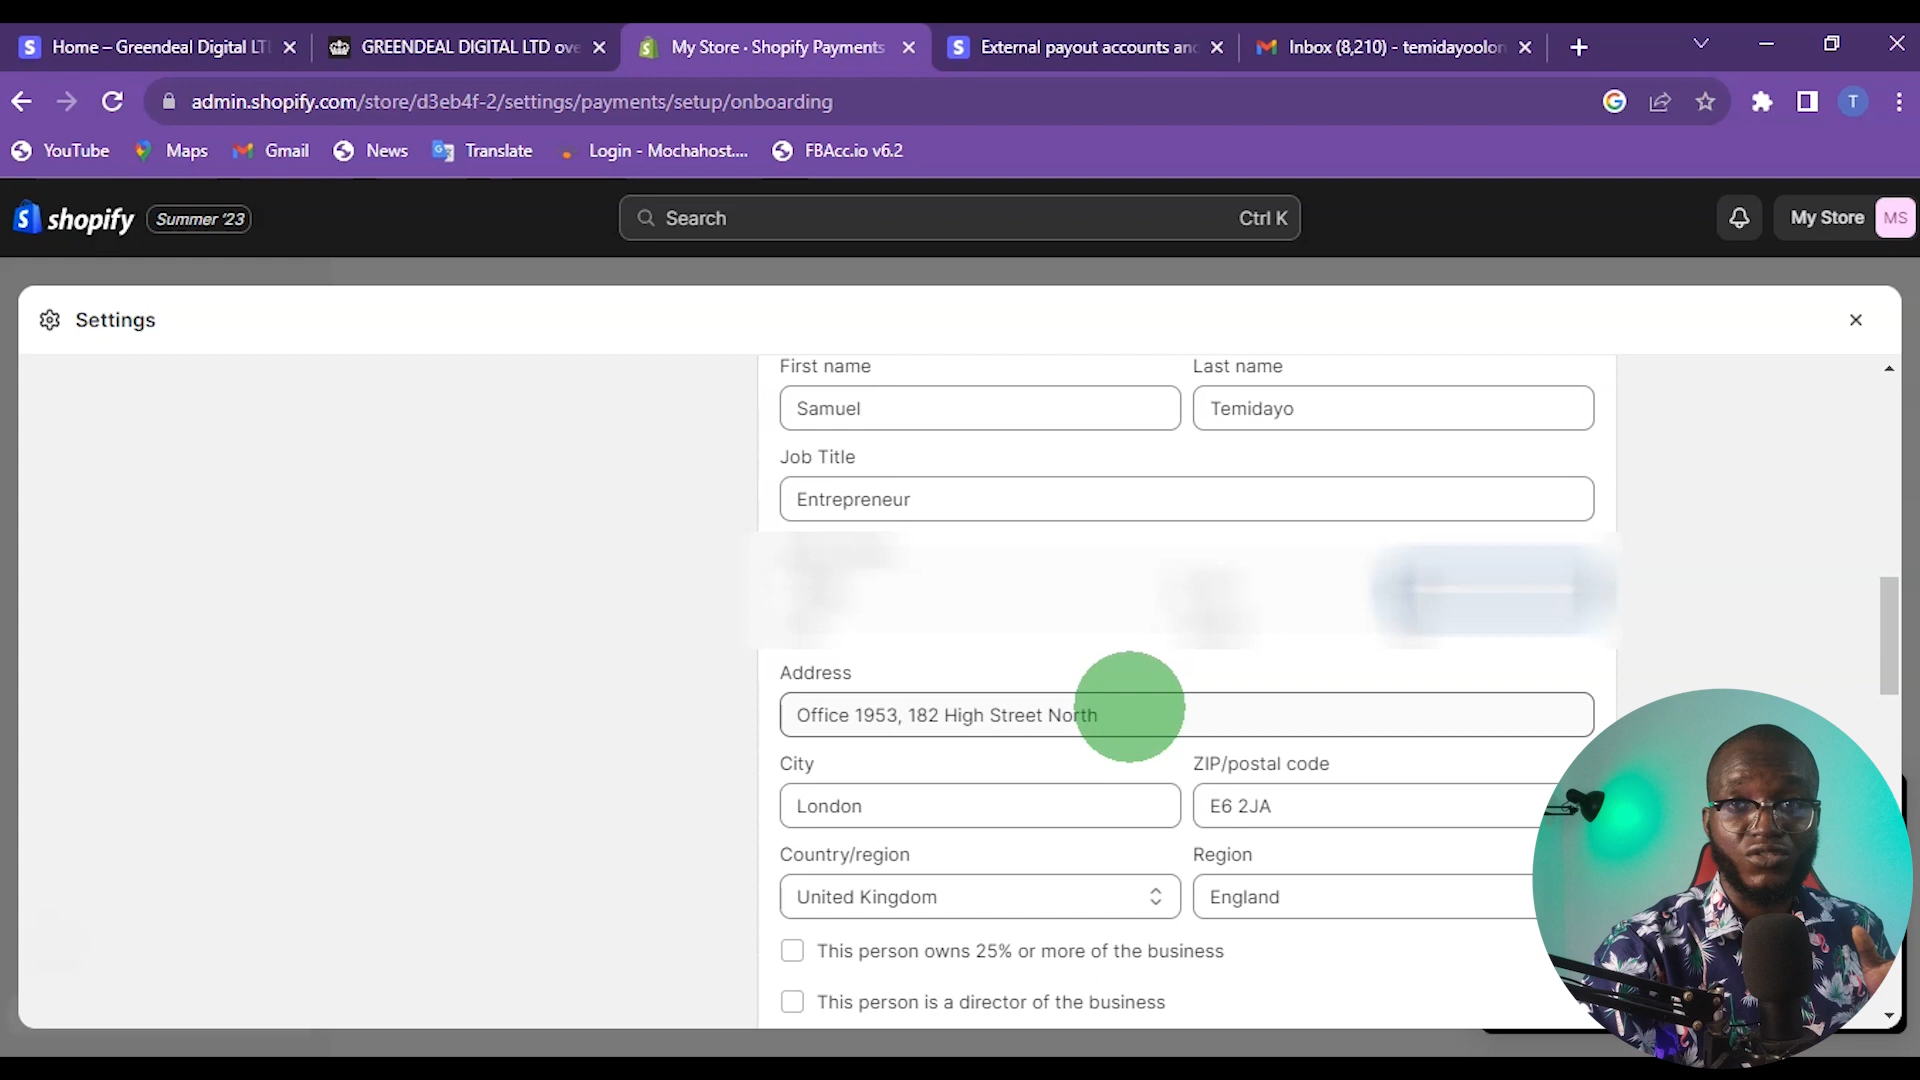 Home – Greendeal Digital LT
GREENDEAL DIGITAL LTD ove
My Store · Shopify Payments
External payout accounts and
Inbox (8,210) - temidayoolor
admin.shopify.com/store/d3eb4f-2/settings/payments/setup/onboarding
T
YouTube
Maps
Gmail
News
Translate
Login - Mochahost....
FBAcc.io v6.2
shopify
Summer '23
Search
Ctrl K
My Store
MS
Settings
First name
Last name
Samuel
Temidayo
Job Title
Entrepreneur
Address
Office 1953, 182 High Street North
City
ZIP/postal code
London
E6 2JA
Country/region
Region
United Kingdom
England
This person owns 25% or more of the business
This person is a director of the business